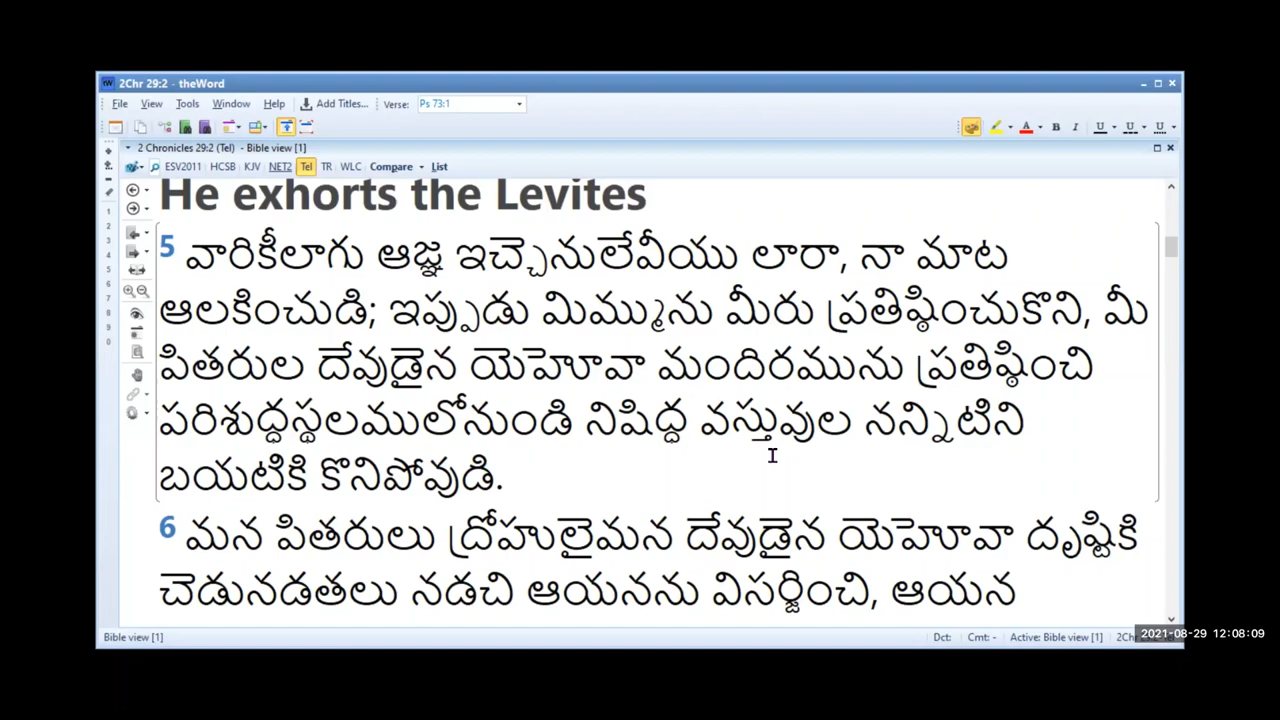 2Chr 29:2 - theWord
File View Tools Window Help Add Titles... Verse: Ps 73:1
2 Chronicles 29:2 (Tel) - Bible view [1]
ESV2011 HCSB KJV NET2 Tel TR WLC Compare List
He exhorts the Levites
5 వారికీలాగు ఆజ్ఞ ఇచ్చెనులేవీయు లారా, నా మాట
ఆలకించుడి; ఇప్పుడు మిమ్మును మీరు ప్రతిష్ఠించుకొని, మీ
పితరుల దేవుడైన యెహోవా మందిరమును ప్రతిష్ఠించి
పరిశుద్ధస్థలములోనుండి నిషిద్ధ వస్తువుల నన్నిటిని
బయటికి కొనిపోవుడి.
6 మన పితరులు ద్రోహులైమన దేవుడైన యెహోవా దృష్టికి
చెడునడతలు నడచి ఆయనను విసర్జించి, ఆయన
Bible view [1] Dct: Cmt: - Active: Bible view [1] 2Chr
2021-08-29 12:08:09